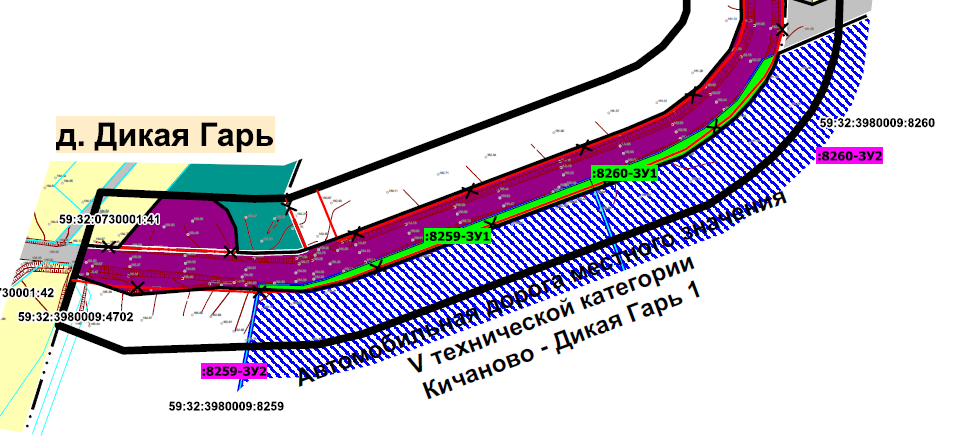 д. Дикая Гарь
59:32:3980009:8260
:8260-ЗУ2
:8260-ЗУ1
59:32:0730001:41
:8259-ЗУ1
730001:42
59:32:3980009:4702
Автомобильная дорога местного значения
V технической категории
Кичаново - Дикая Гарь 1
:8259-ЗУ2
59:32:3980009:8259